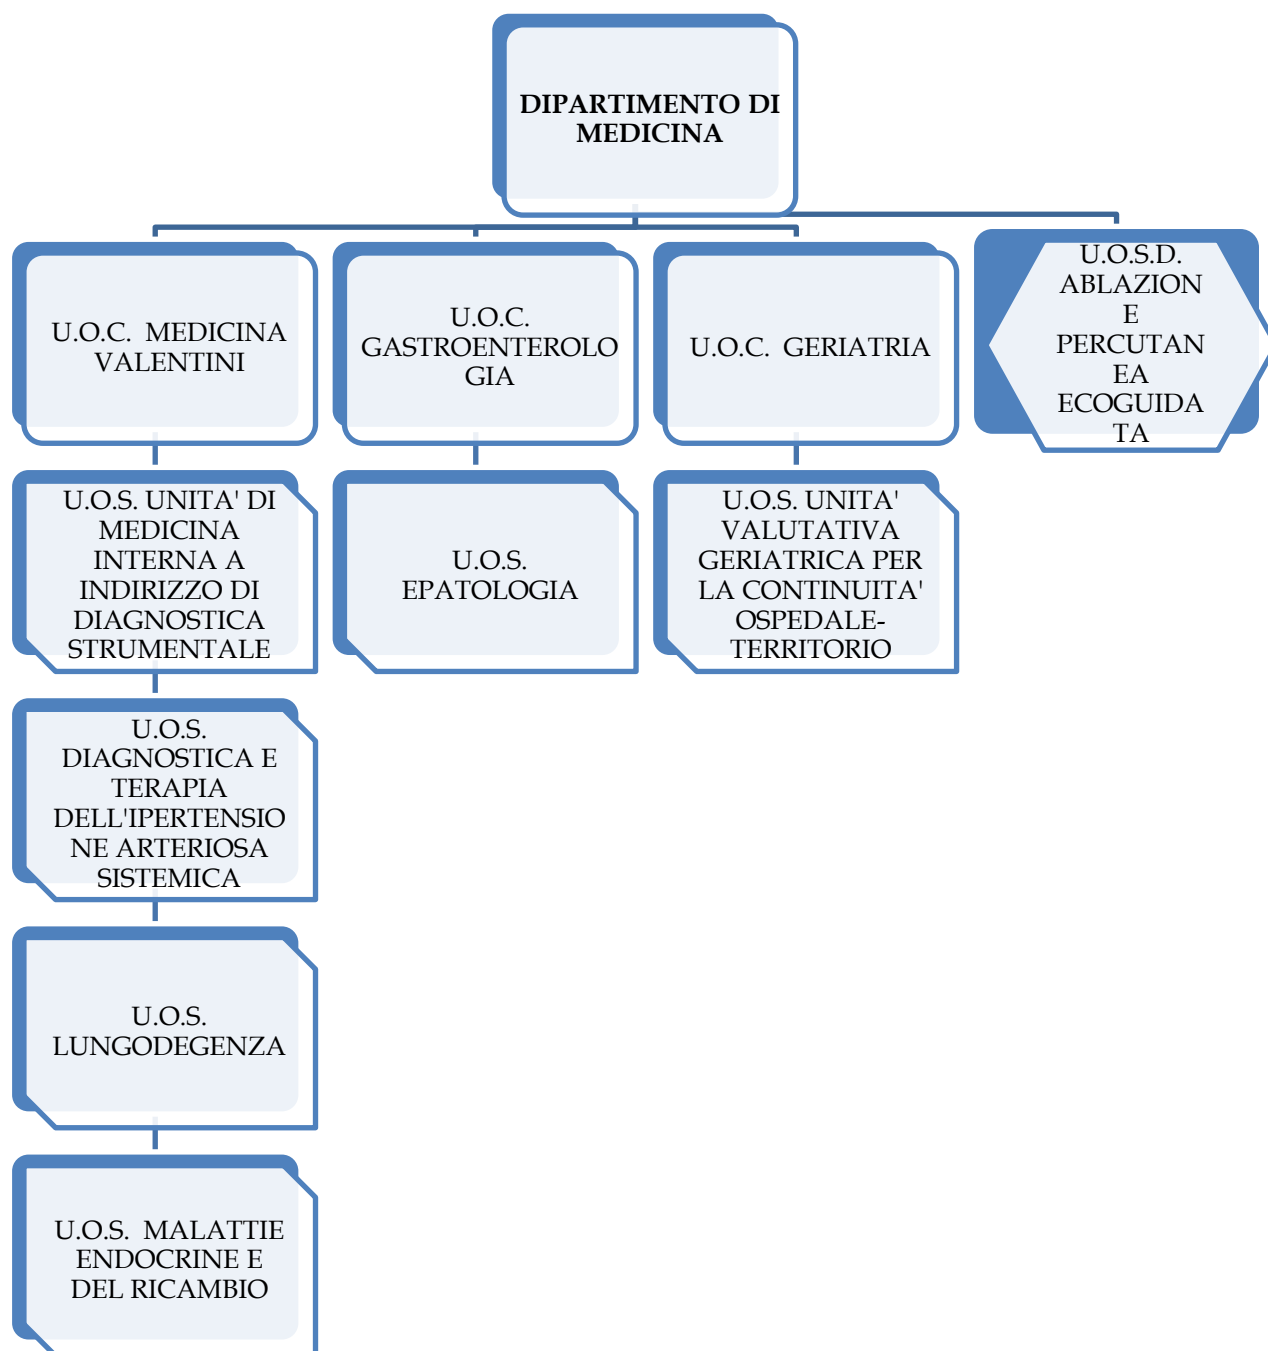 DIPARTIMENTO DI
MEDICINA
U.O.C. MEDICINA
VALENTINI
U.O.C.
GASTROENTEROLO
GIA
U.O.C. GERIATRIA
U.O.S.D.
ABLAZION
E
PERCUTAN
EA
ECOGUIDA
TA
U.O.S. UNITA' DI
MEDICINA
INTERNA A
INDIRIZZO DI
DIAGNOSTICA
STRUMENTALE
U.O.S.
EPATOLOGIA
U.O.S. UNITA'
VALUTATIVA
GERIATRICA PER
LA CONTINUITA'
OSPEDALE-
TERRITORIO
U.O.S.
DIAGNOSTICA E
TERAPIA
DELL'IPERTENSIO
NE ARTERIOSA
SISTEMICA
U.O.S.
LUNGODEGENZA
U.O.S. MALATTIE
ENDOCRINE E
DEL RICAMBIO